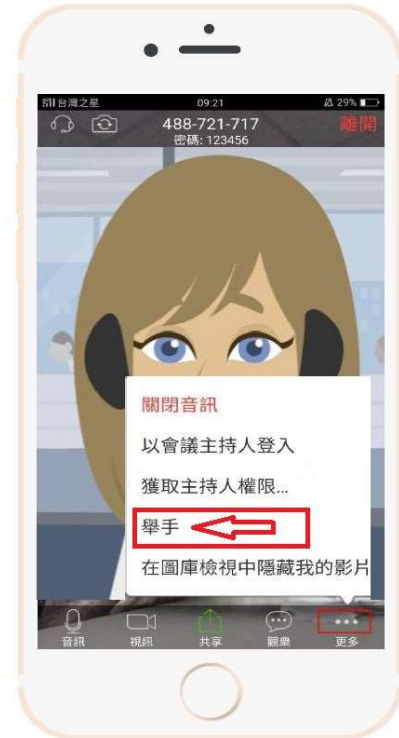 台灣之星 09:21 29%
488-721-717 離開
密碼: 123456
關閉音訊
以會議主持人登入
獲取主持人權限...
舉手
在圖庫檢視中隱藏我的影片
音訊 視訊 共享 觀眾 更多